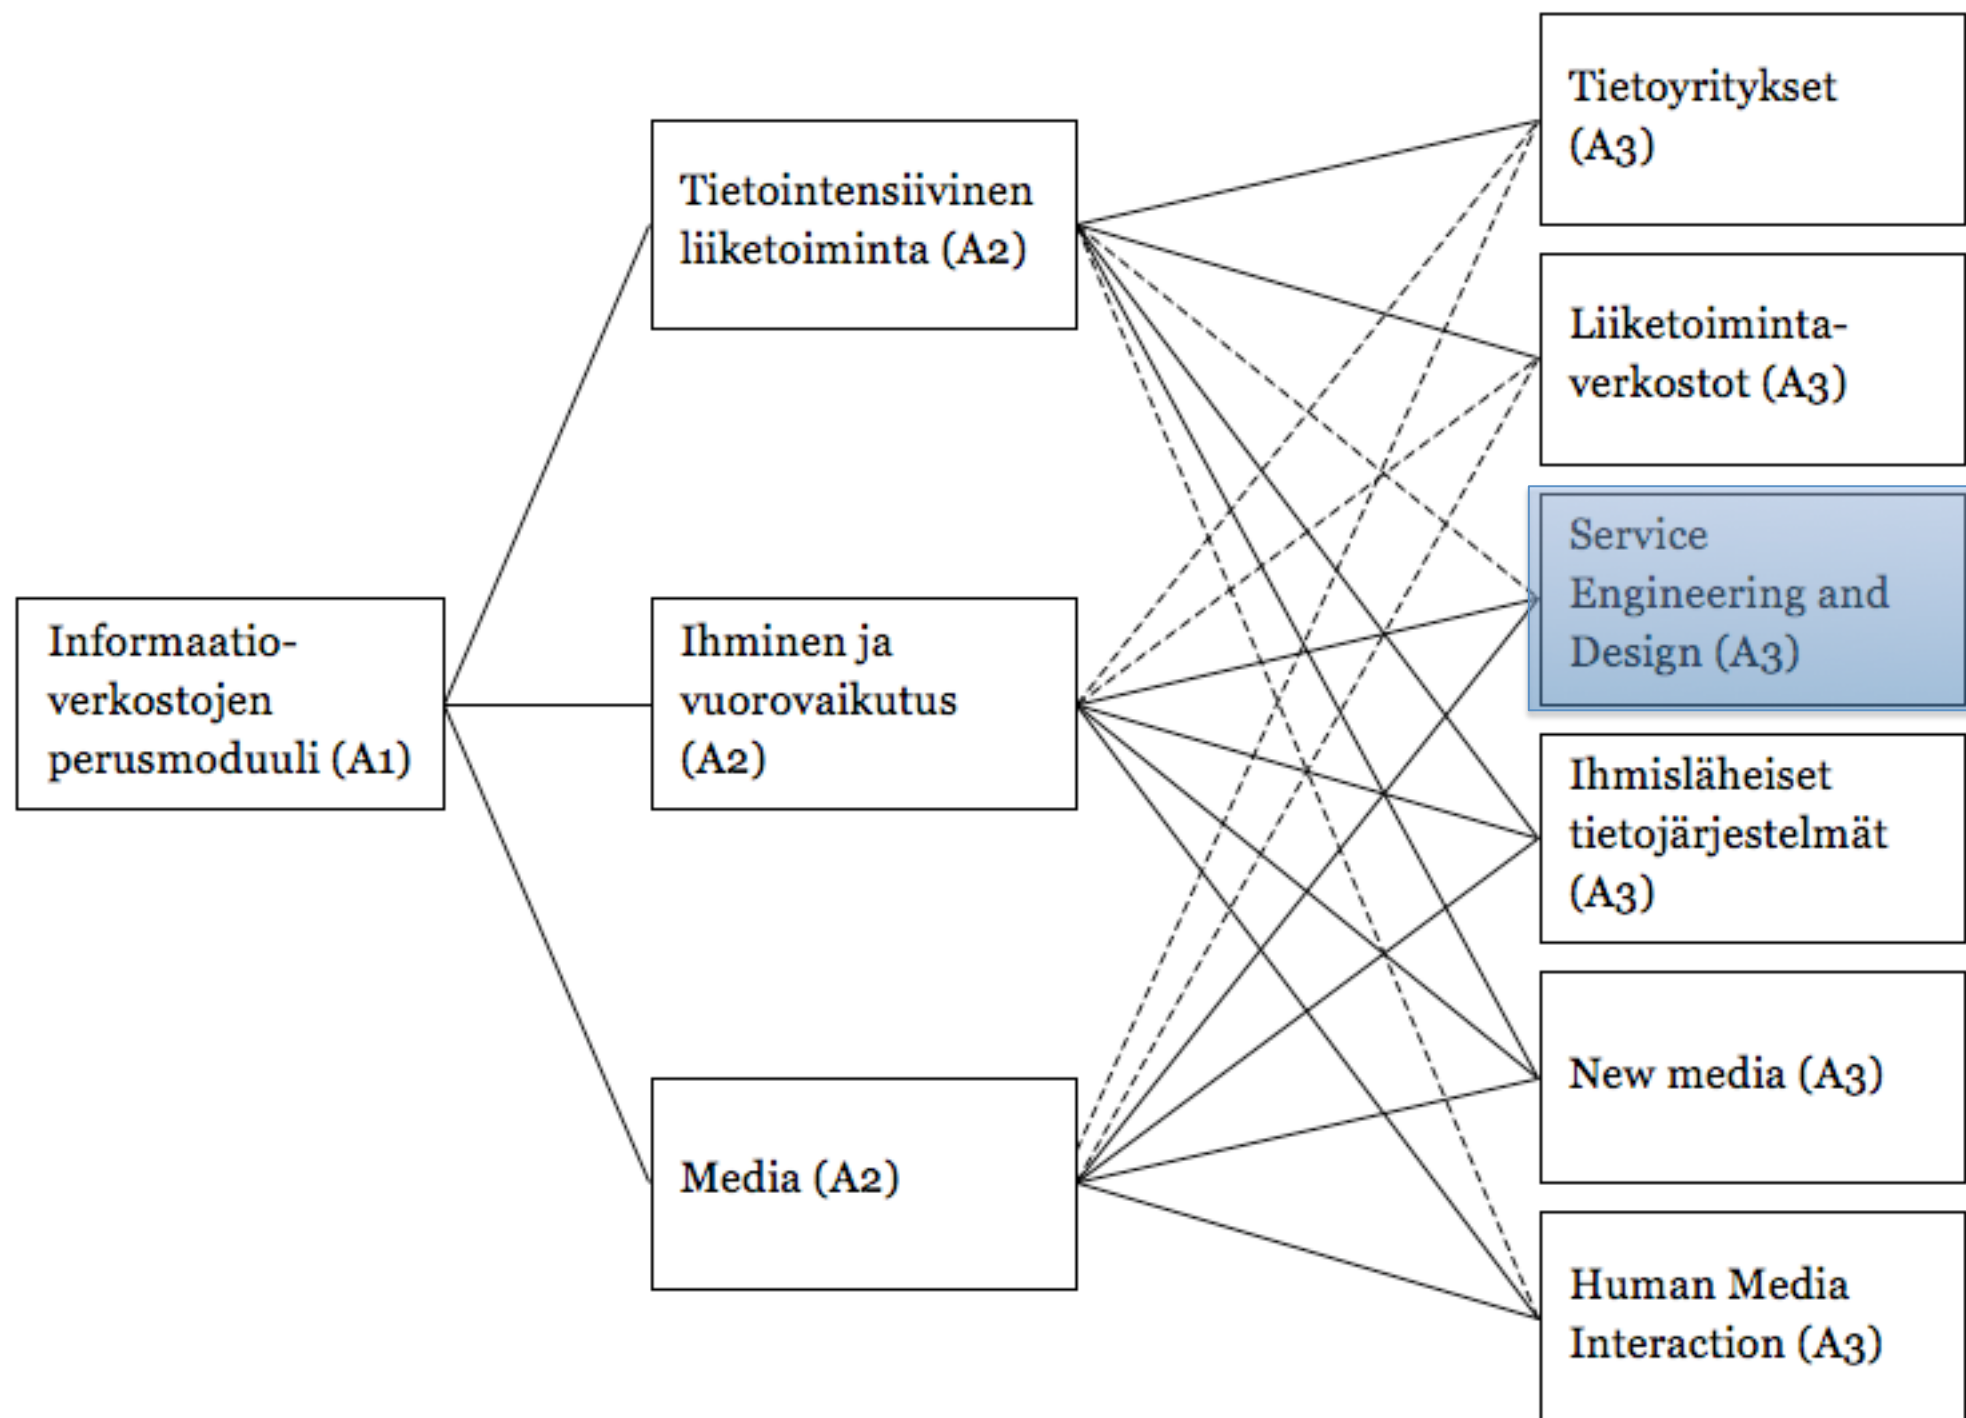 Informaatio-
verkostojen
perusmoduuli (A1)
Tietointensiivinen
liiketoiminta (A2)
Ihminen ja
vuorovaikutus
(A2)
Media (A2)
Tietoyritykset
(A3)
Liiketoiminta-
verkostot (A3)
Service
Engineering and
Design (A3)
Ihmisläheiset
tietojärjestelmät
(A3)
New media (A3)
Human Media
Interaction (A3)